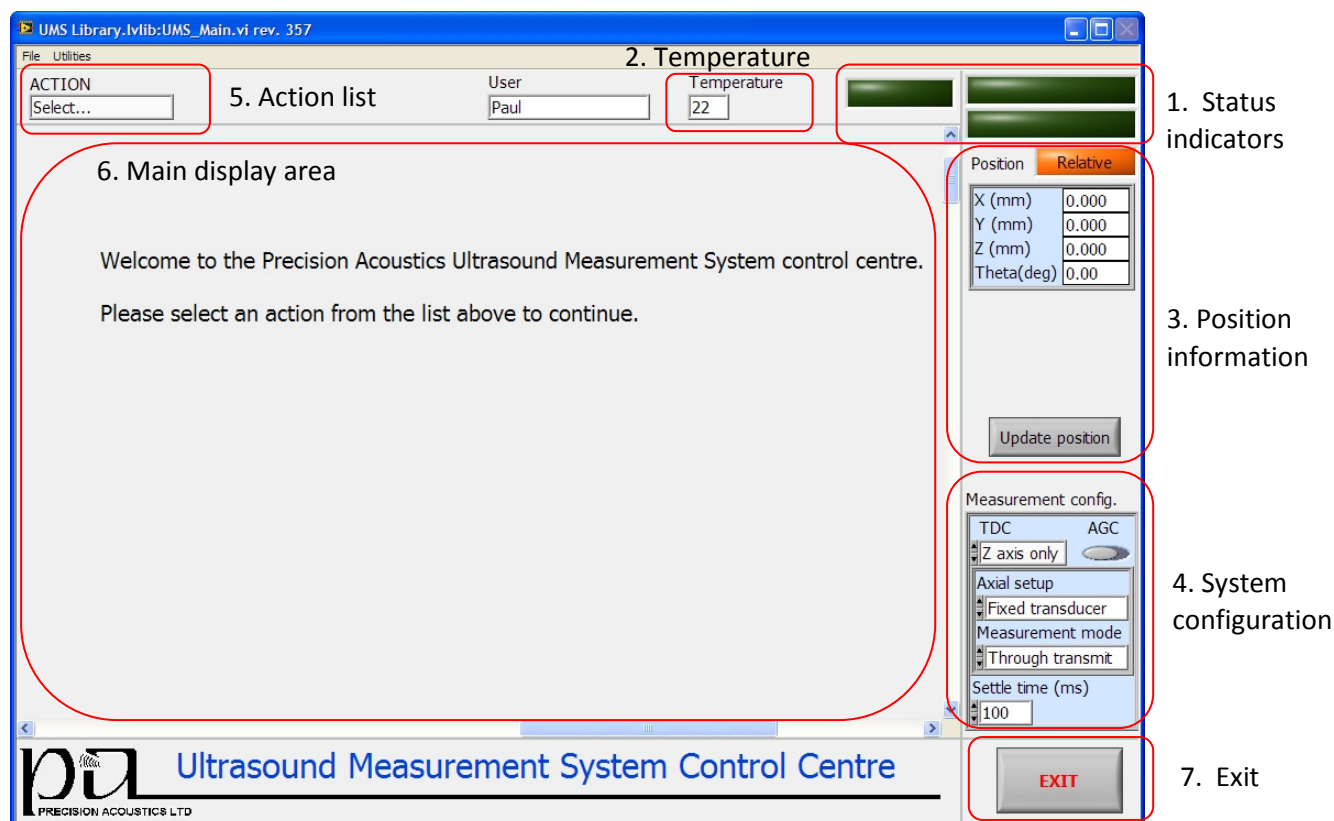 UMS Library.lvlib:UMS_Main.vi rev. 357
File Utilities
2. Temperature
ACTION
Select...
5. Action list
User
Paul
Temperature
22
1. Status
indicators
6. Main display area
Welcome to the Precision Acoustics Ultrasound Measurement System control centre.
Please select an action from the list above to continue.
Position Relative
X (mm) 0.000
Y (mm) 0.000
Z (mm) 0.000
Theta(deg) 0.00
Update position
3. Position
information
Measurement config.
TDC AGC
Z axis only
Axial setup
Fixed transducer
Measurement mode
Through transmit
Settle time (ms)
100
4. System
configuration
pa
PRECISION ACOUSTICS LTD
Ultrasound Measurement System Control Centre
EXIT
7. Exit